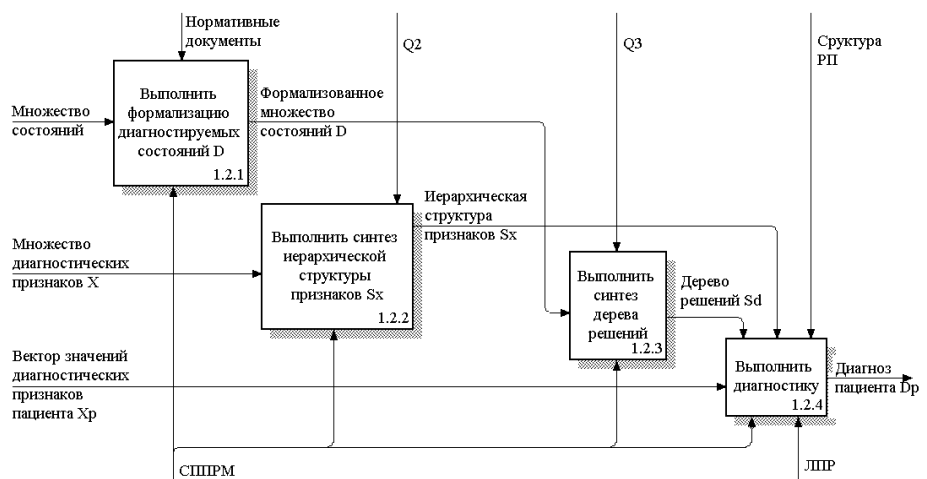 Нормативные
документы
Q2
Q3
Сруктура
РП
Множество
состояний
Выполнить
формализацию
диагностируемых
состояний D
1.2.1
Формализованное
множество
состояний D
Множество
диагностических
признаков X
Выполнить синтез
иерархической
структуры
признаков Sx
1.2.2
Иерархическая
структура
признаков Sx
Выполнить
синтез
дерева
решений
1.2.3
Дерево
решений Sd
Вектор значений
диагностических
признаков
пациента Xp
Выполнить
диагностику
1.2.4
Диагноз
пациента Dp
СППРМ
ЛПР